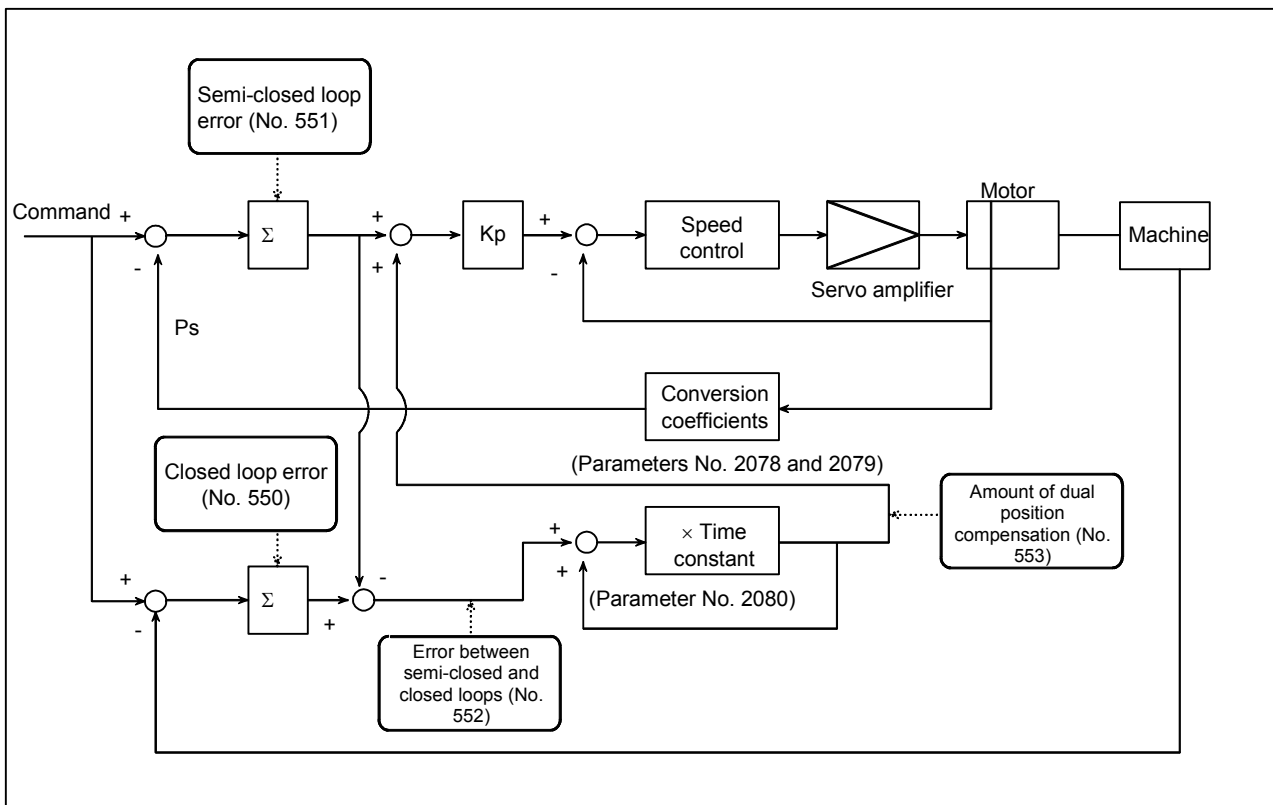 Semi-closed loop
error (No. 551)
Command
+
-
Σ
+
+
Kp
+
-
Speed
control
Servo amplifier
Motor
Machine
Ps
Conversion
coefficients
(Parameters No. 2078 and 2079)
Closed loop error
(No. 550)
+
-
Σ
+
-
+
+
× Time
constant
(Parameter No. 2080)
Amount of dual
position
compensation (No.
553)
Error between
semi-closed and
closed loops (No.
552)